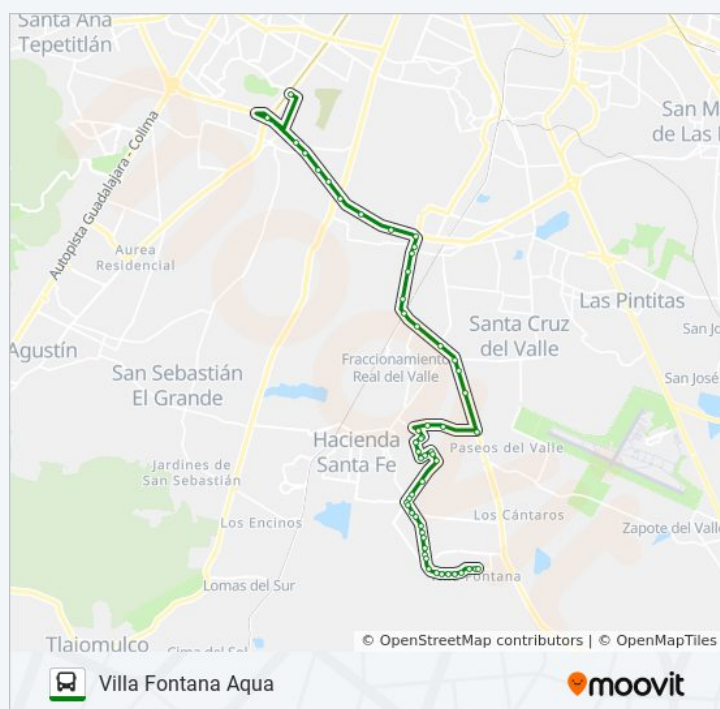 Santa Ana
Tepetitlán
San M
de Las
Autopista Guadalajara - Colima
Aurea
Residencial
Las Pintitas
Santa Cruz
del Valle
San Jo
Agustín
Fraccionamiento
Real del Valle
San José
San Sebastián
El Grande
Hacienda
Santa Fe
Paseos del Valle
Jardines de
San Sebastián
Los Cántaros
Los Encinos
Zapote del Valle
Fontana
Lomas del Sur
Tlajomulco
Cima del Sol
© OpenStreetMap contributors | © OpenMapTiles
Villa Fontana Aqua
moovit